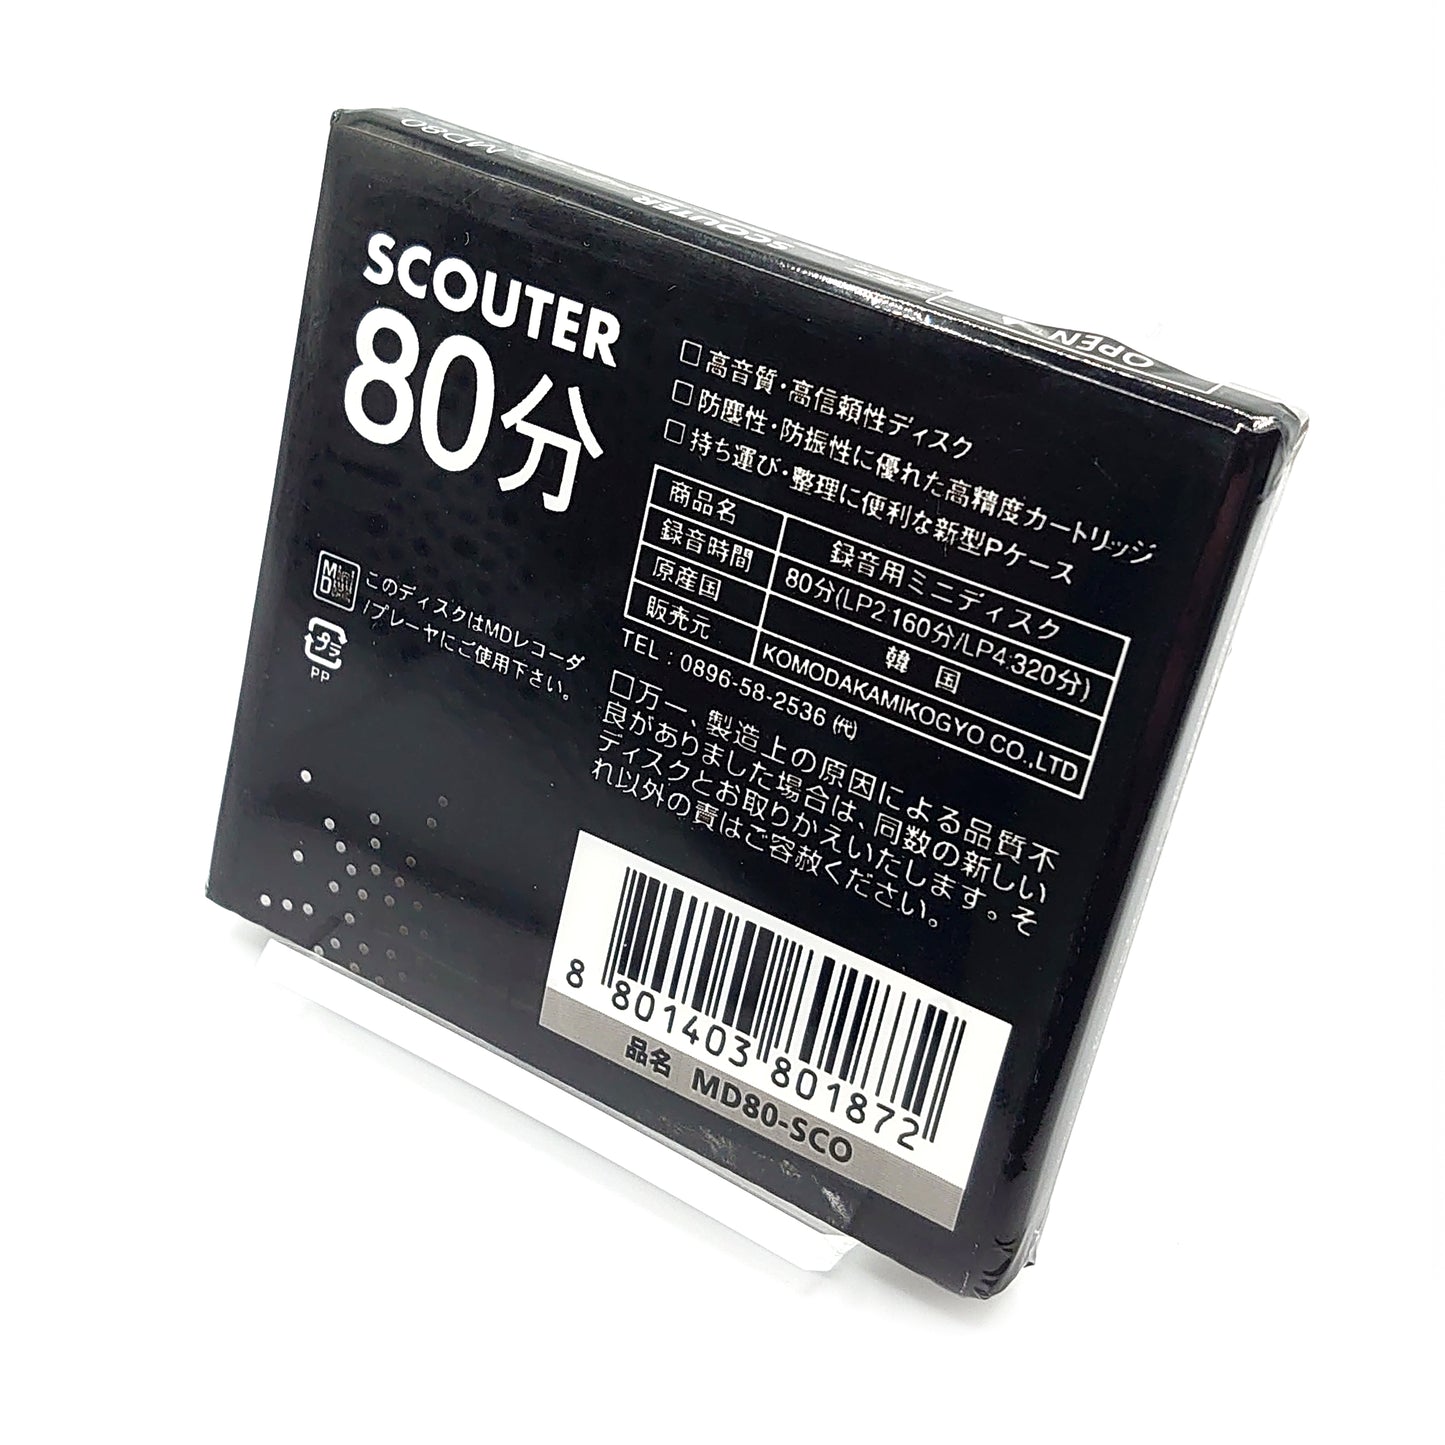 MD80
SCOUTER
OPEN
SCOUTER
80分
□高音質・高信頼性ディスク
□防塵性・防振性に優れた高精度カートリッジ
□持ち運び・整理に便利な新型Pケース
商品名 録音用ミニディスク
録音時間 80分(LP2:160分/LP4:320分)
原産国 韓国
販売元 KOMODAKAMIKOGYO CO.,LTD
TEL：0896-58-2536 ㈹
このディスクはMDレコーダ
/プレーヤにご使用下さい。
プラ
PP
□万一、製造上の原因による品質不
良がありました場合は、同数の新しい
ディスクとお取りかえいたします。そ
れ以外の責はご容赦ください。
8 801403 801872
品名 MD80-SCO